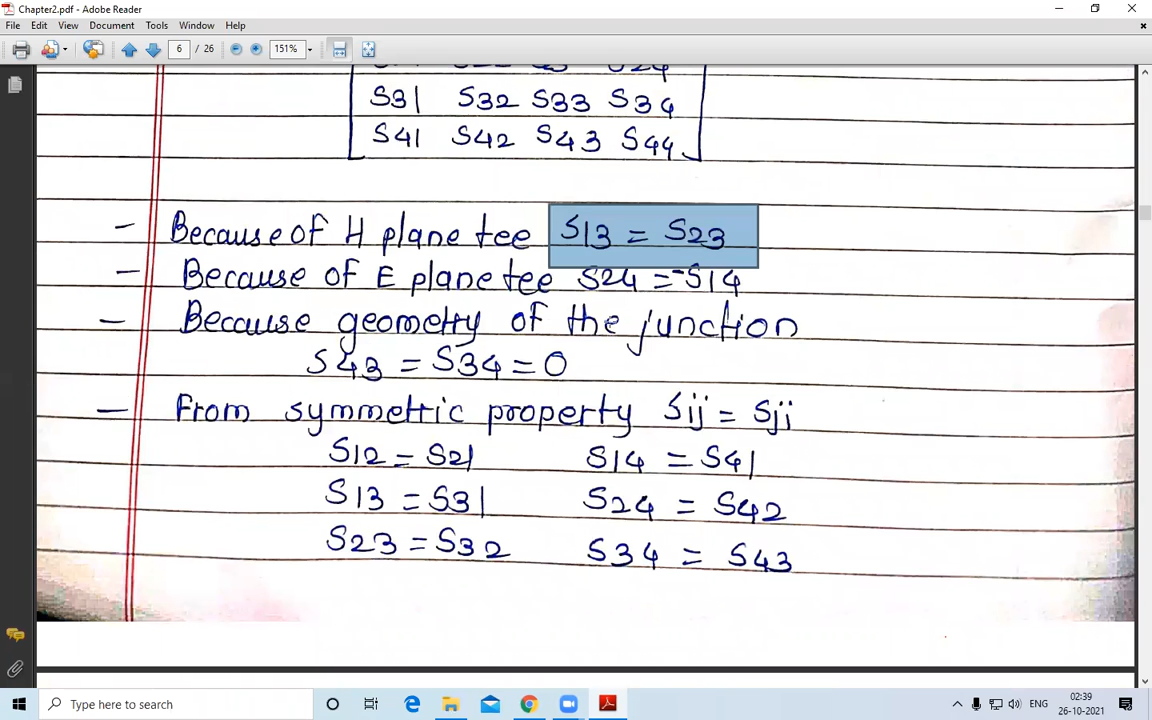 Chapter2.pdf - Adobe Reader
File Edit View Document Tools Window Help
6 / 26 151%
S31 S32 S33 S34
S41 S42 S43 S44
- Because of H plane tee S13 = S23
- Because of E plane tee S24 = -S14
- Because geometry of the junction
S43 = S34 = 0
- From symmetric property Sij = Sji
S12 = S21 S14 = S41
S13 = S31 S24 = S42
S23 = S32 S34 = S43
Type here to search
ENG
02:39
26-10-2021